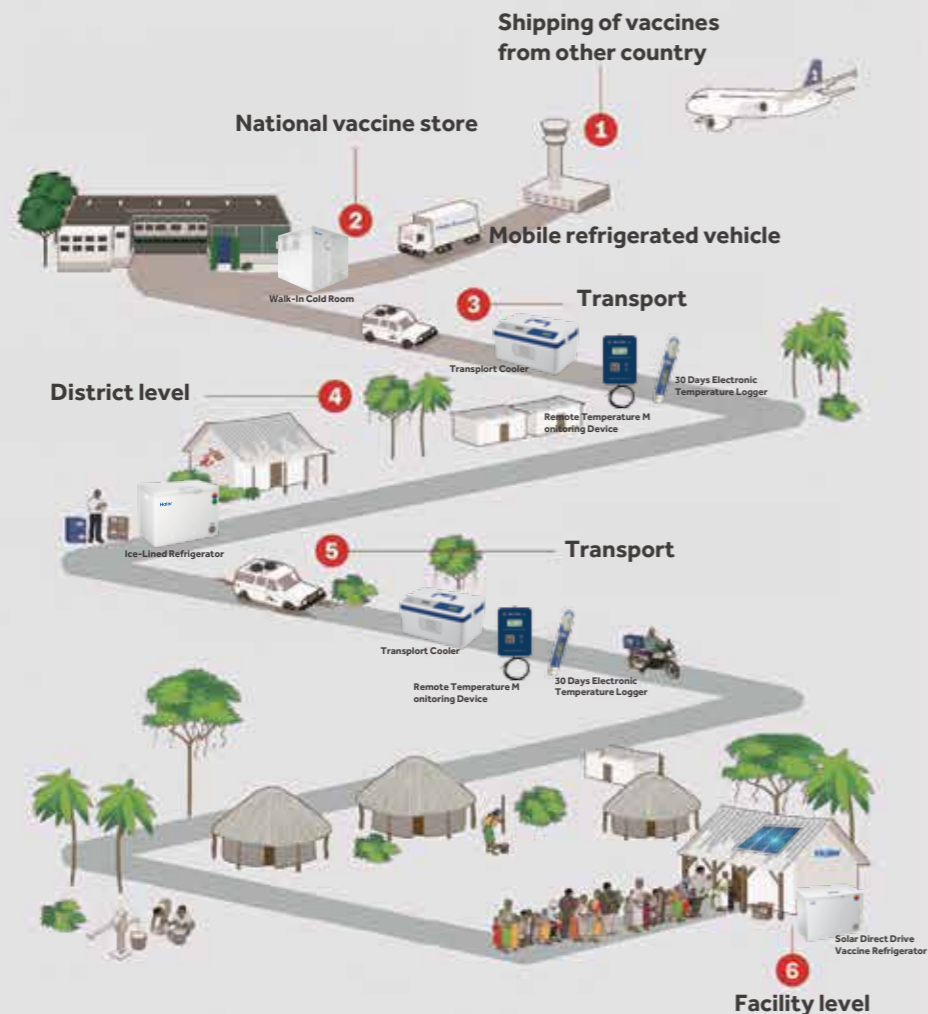 Shipping of vaccines
from other country
1
National vaccine store
2
Mobile refrigerated vehicle
Walk-In Cold Room
3
Transport
Transplort Cooler
30 Days Electronic
Temperature Logger
Remote Temperature M
onitoring Device
District level
4
Haier
Ice-Lined Refrigerator
5
Transport
Transplort Cooler
Remote Temperature M
onitoring Device
30 Days Electronic
Temperature Logger
Haier
Solar Direct Drive
Vaccine Refrigerator
6
Facility level